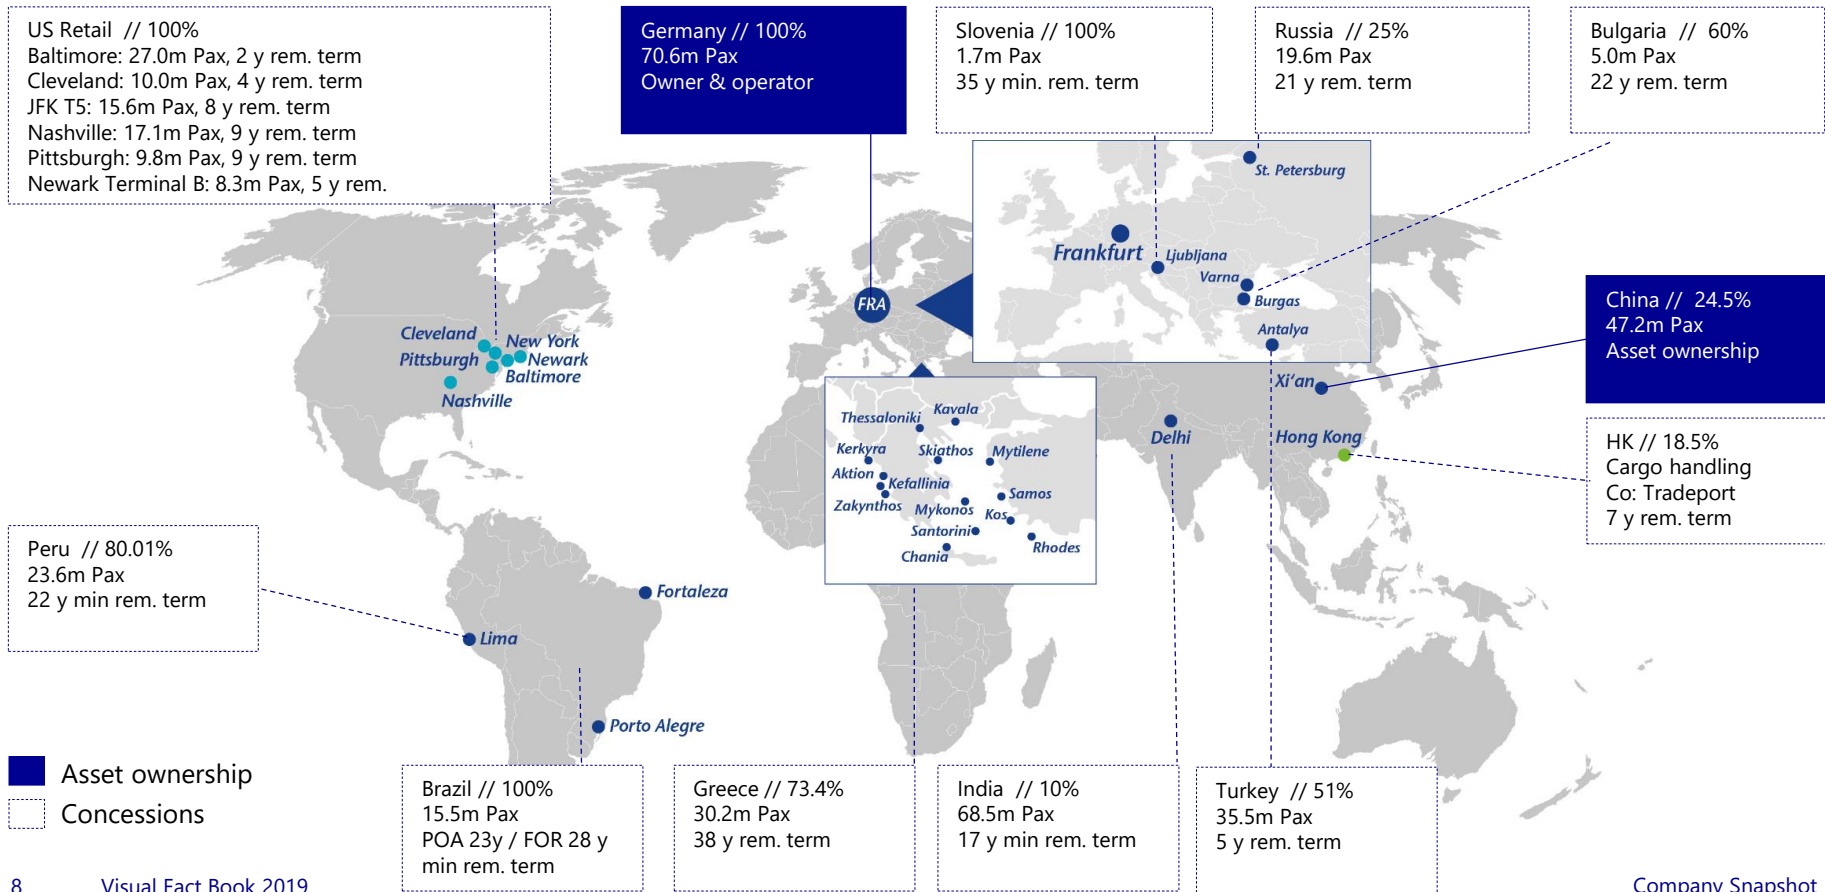 US Retail // 100%
Baltimore: 27.0m Pax, 2 y rem. term
Cleveland: 10.0m Pax, 4 y rem. term
JFK T5: 15.6m Pax, 8 y rem. term
Nashville: 17.1m Pax, 9 y rem. term
Pittsburgh: 9.8m Pax, 9 y rem. term
Newark Terminal B: 8.3m Pax, 5 y rem.
Germany // 100%
70.6m Pax
Owner & operator
Slovenia // 100%
1.7m Pax
35 y min. rem. term
Russia // 25%
19.6m Pax
21 y rem. term
Bulgaria // 60%
5.0m Pax
22 y rem. term
St. Petersburg
Frankfurt
Ljubljana
Varna
Burgas
Antalya
FRA
Cleveland
New York
Pittsburgh
Newark
Baltimore
Nashville
China // 24.5%
47.2m Pax
Asset ownership
Xi'an
Delhi
Hong Kong
HK // 18.5%
Cargo handling
Co: Tradeport
7 y rem. term
Thessaloniki
Kavala
Kerkyra
Skiathos
Mytilene
Aktion
Kefallinia
Zakynthos
Mykonos
Samos
Kos
Santorini
Rhodes
Chania
Peru // 80.01%
23.6m Pax
22 y min rem. term
Fortaleza
Lima
Porto Alegre
Asset ownership
Concessions
Brazil // 100%
15.5m Pax
POA 23y / FOR 28 y
min rem. term
Greece // 73.4%
30.2m Pax
38 y rem. term
India // 10%
68.5m Pax
17 y min rem. term
Turkey // 51%
35.5m Pax
5 y rem. term
8
Visual Fact Book 2019
Company Snapshot